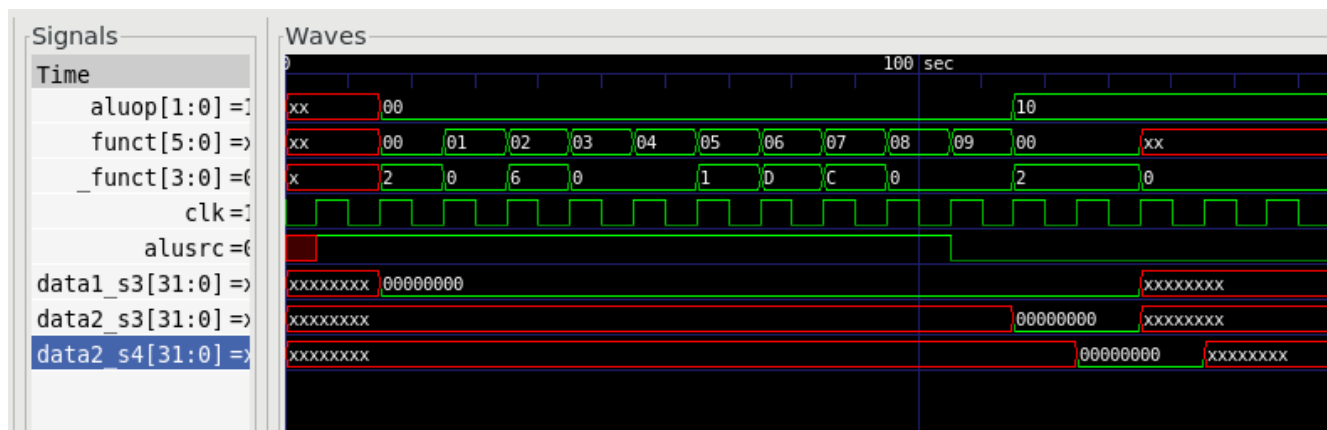 Signals Waves
Time 100 sec
aluop[1:0] = xx 00 10
funct[5:0] = xx 00 01 02 03 04 05 06 07 08 09 00 xx
_funct[3:0] = x 2 0 6 0 1 D C 0 2 0
clk =
alusrc =
data1_s3[31:0] = xxxxxxxx 00000000 xxxxxxxx
data2_s3[31:0] = xxxxxxxx 00000000 xxxxxxxx
data2_s4[31:0] = xxxxxxxx 00000000 xxxxxxxx